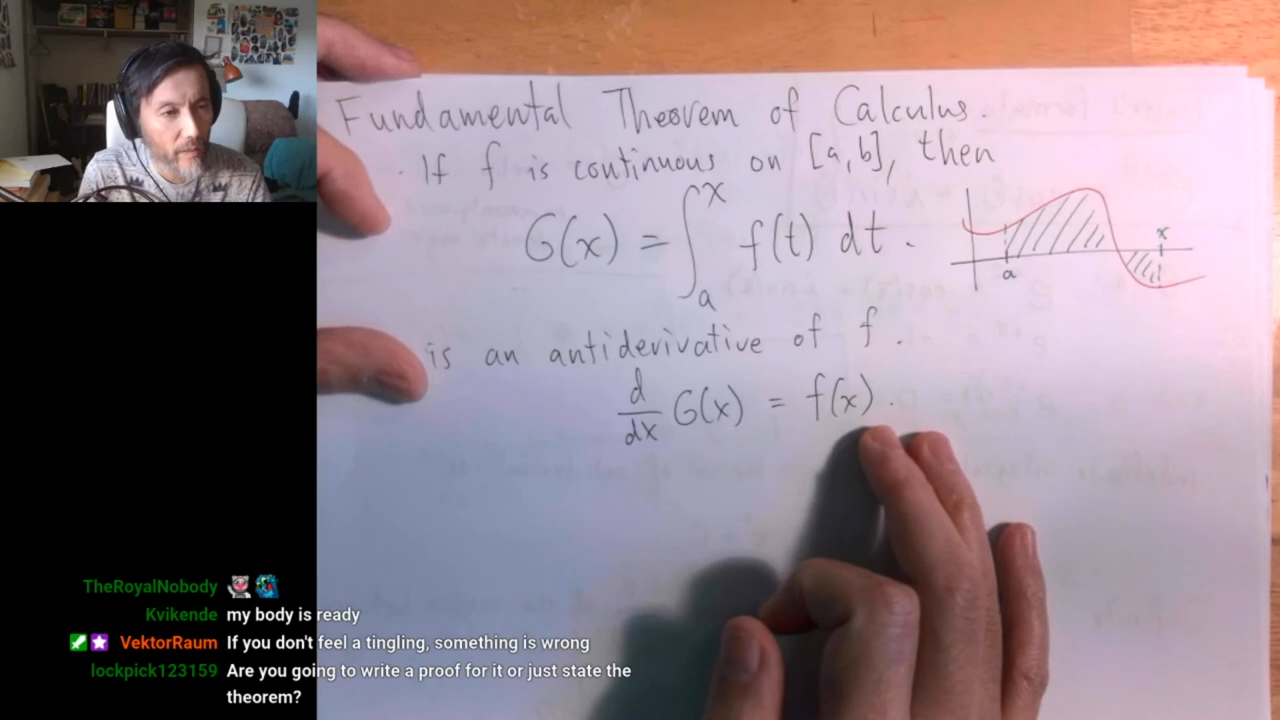 Fundamental Theorem of Calculus.
· If f is continuous on [a,b], then
G(x) = ∫_a^x f(t) dt.
a
x
is an antiderivative of f.
d/dx G(x) = f(x).
TheRoyalNobody
Kvikende my body is ready
VektorRaum If you don't feel a tingling, something is wrong
lockpick123159 Are you going to write a proof for it or just state the
theorem?